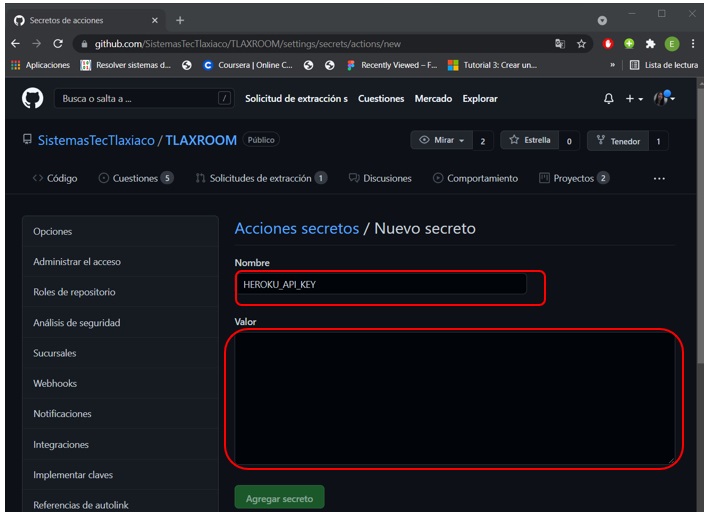 Secretos de acciones
github.com/SistemasTecTlaxiaco/TLAXROOM/settings/secrets/actions/new
E
Aplicaciones Resolver sistemas d... Coursera | Online C... Recently Viewed – F... Tutorial 3: Crear un... » Lista de lectura
Busca o salta a ... / Solicitud de extracción s Cuestiones Mercado Explorar
SistemasTecTlaxiaco / TLAXROOM Público Mirar 2 Estrella 0 Tenedor 1
Código Cuestiones 5 Solicitudes de extracción 1 Discusiones Comportamiento Proyectos 2 ...
Opciones
Administrar el acceso
Roles de repositorio
Análisis de seguridad
Sucursales
Webhooks
Notificaciones
Integraciones
Implementar claves
Referencias de autolink
Acciones secretos / Nuevo secreto
Nombre
HEROKU_API_KEY
Valor
Agregar secreto